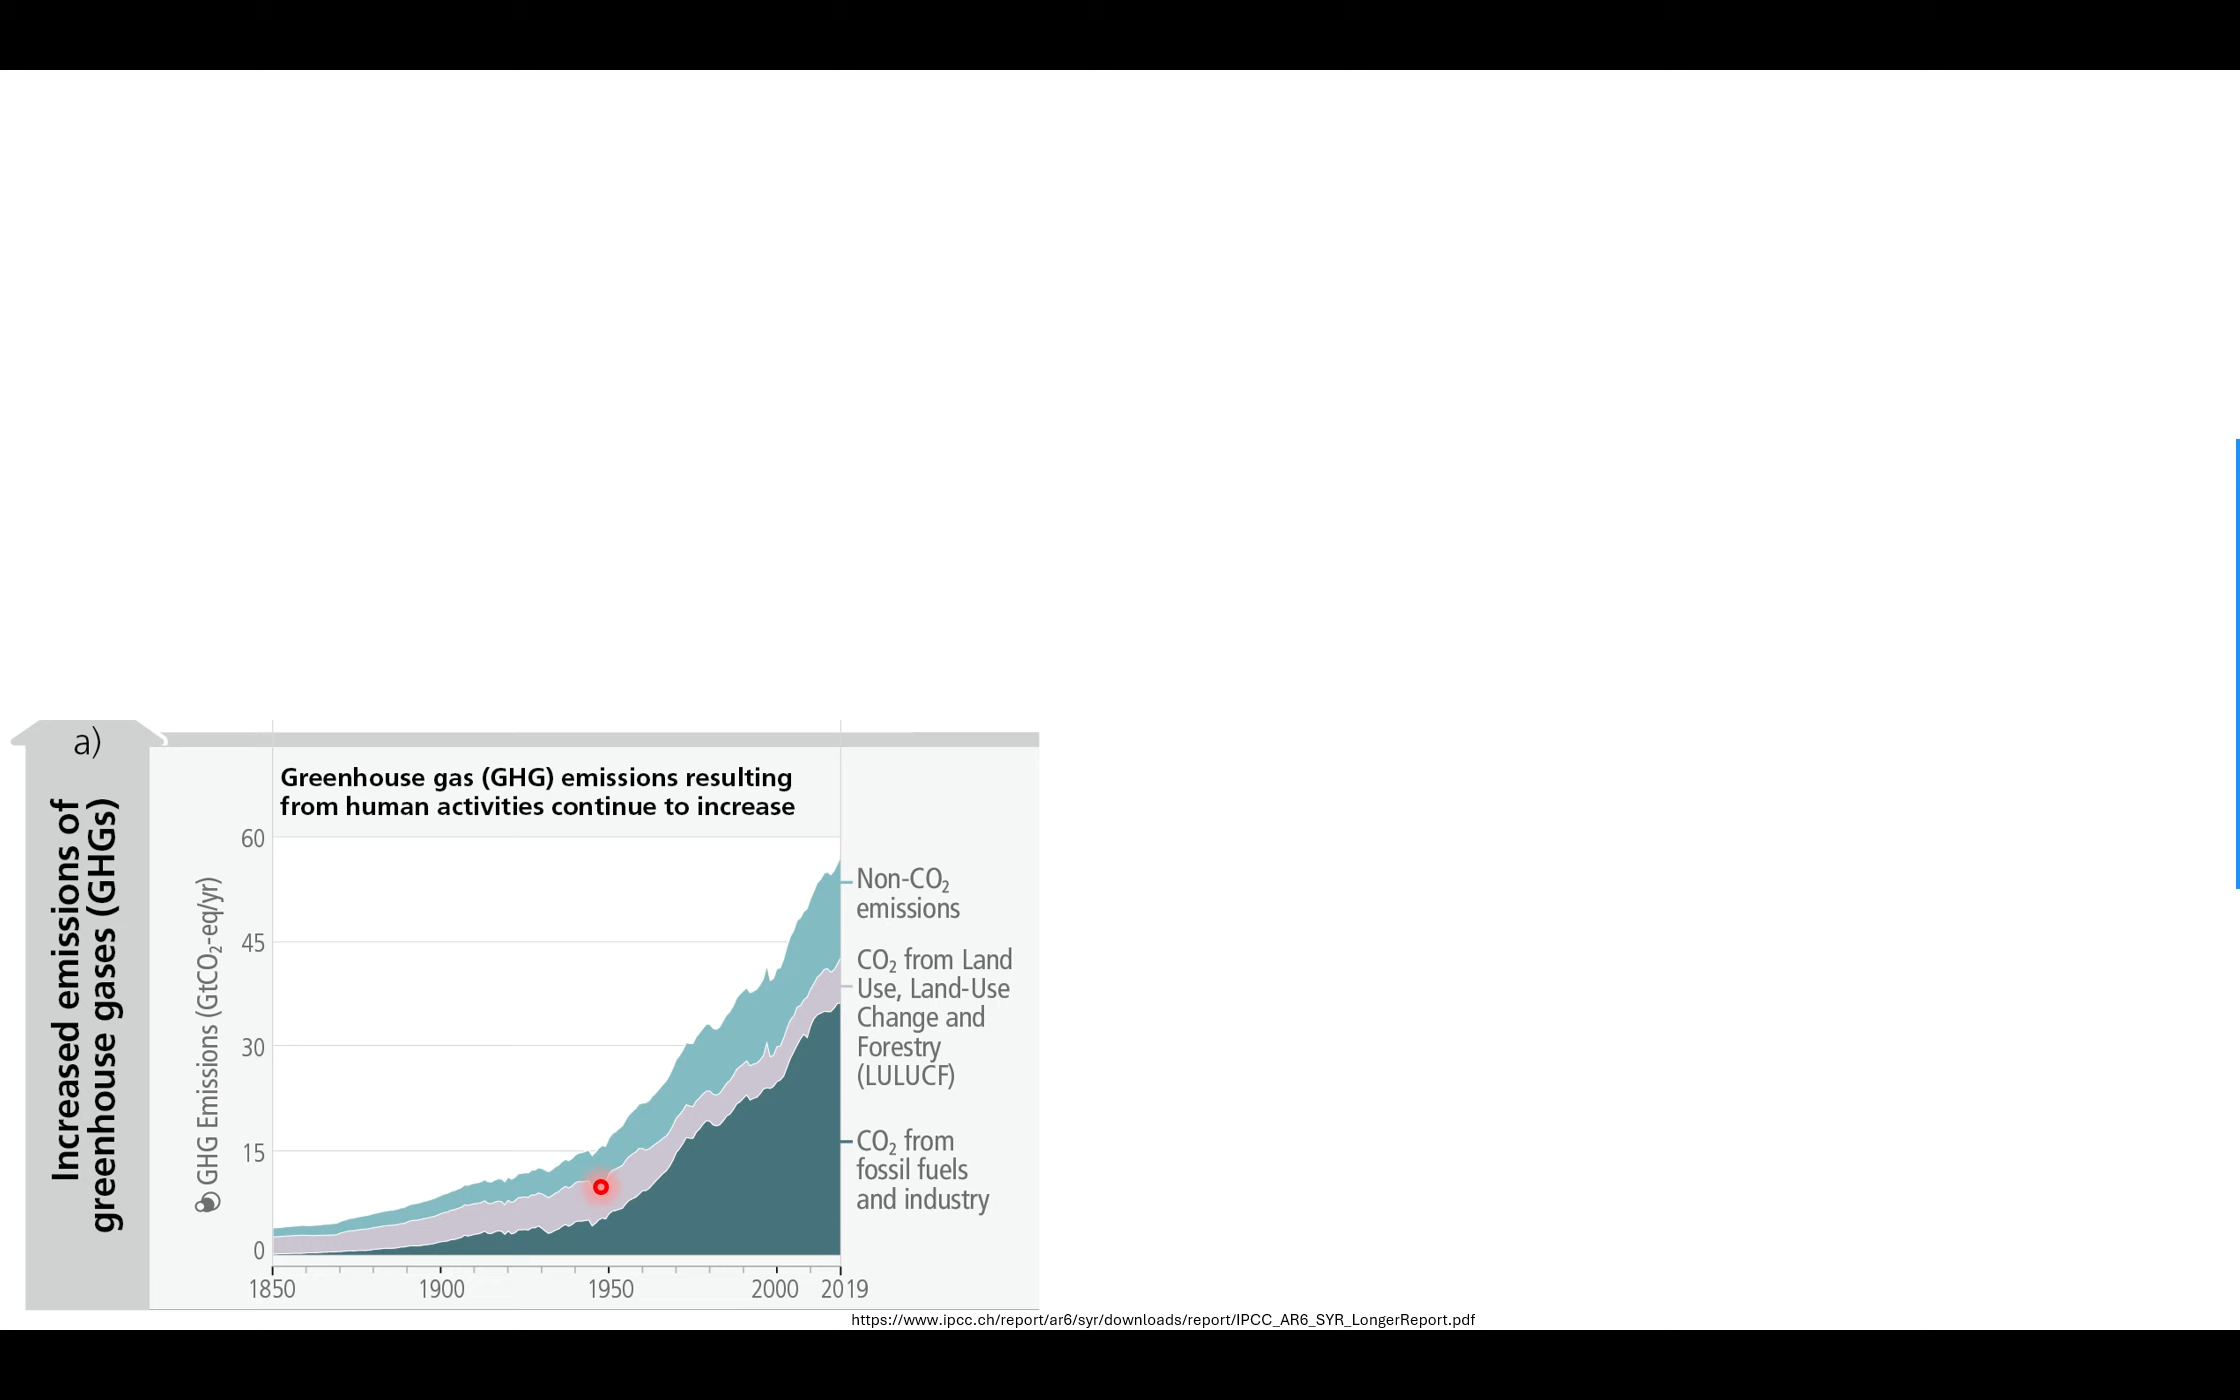 a)
Increased emissions of
greenhouse gases (GHGs)
Greenhouse gas (GHG) emissions resulting
from human activities continue to increase
GHG Emissions (GtCO₂-eq/yr)
60
45
30
15
0
1850
1900
1950
2000
2019
Non-CO₂
emissions
CO₂ from Land
Use, Land-Use
Change and
Forestry
(LULUCF)
CO₂ from
fossil fuels
and industry
https://www.ipcc.ch/report/ar6/syr/downloads/report/IPCC_AR6_SYR_LongerReport.pdf